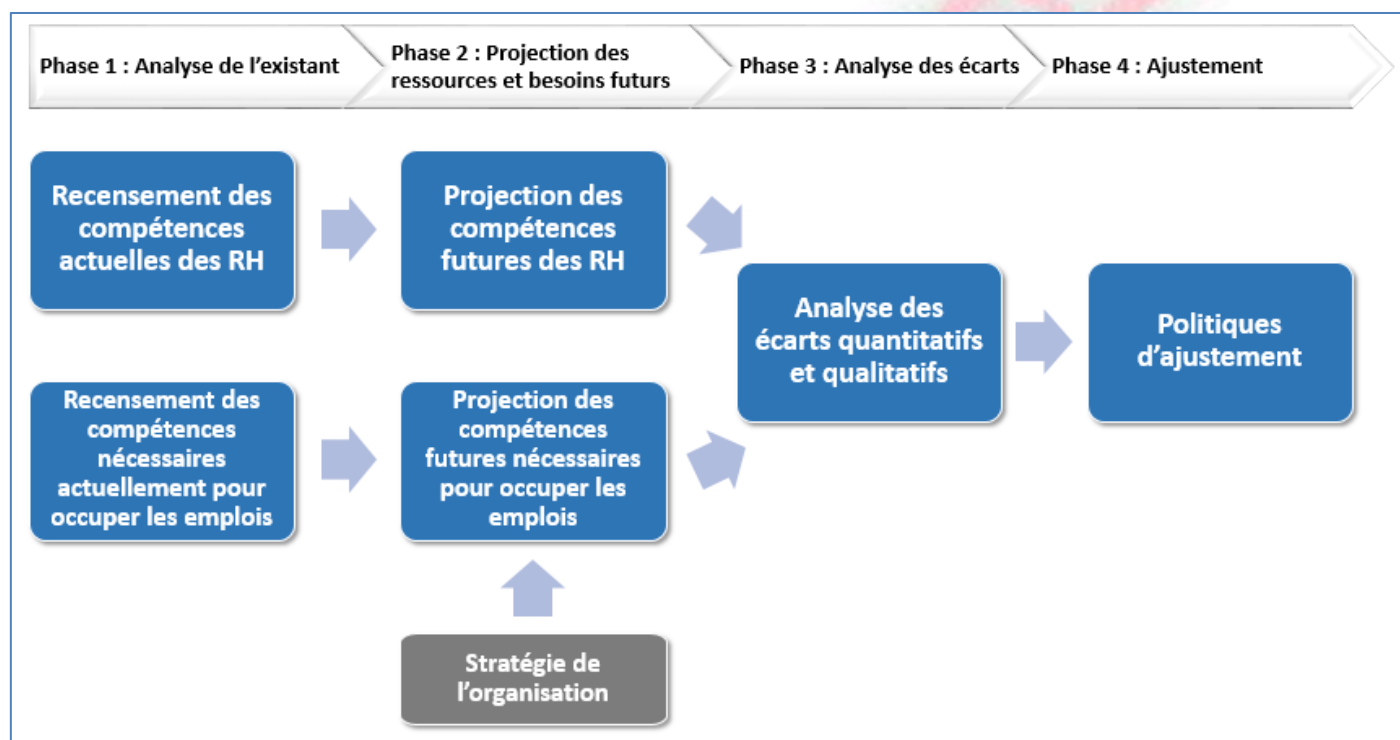 Phase 1 : Analyse de l'existant
Phase 2 : Projection des
ressources et besoins futurs
Phase 3 : Analyse des écarts
Phase 4 : Ajustement
Recensement des
compétences
actuelles des RH
Projection des
compétences
futures des RH
Analyse des
écarts quantitatifs
et qualitatifs
Politiques
d'ajustement
Recensement des
compétences
nécessaires
actuellement pour
occuper les emplois
Projection des
compétences
futures nécessaires
pour occuper les
emplois
Stratégie de
l'organisation